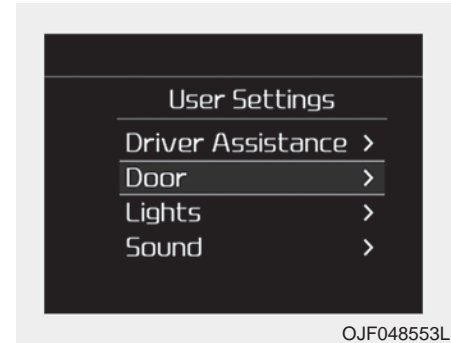 User Settings
Driver Assistance >
Door >
Lights >
Sound >
OJF048553L